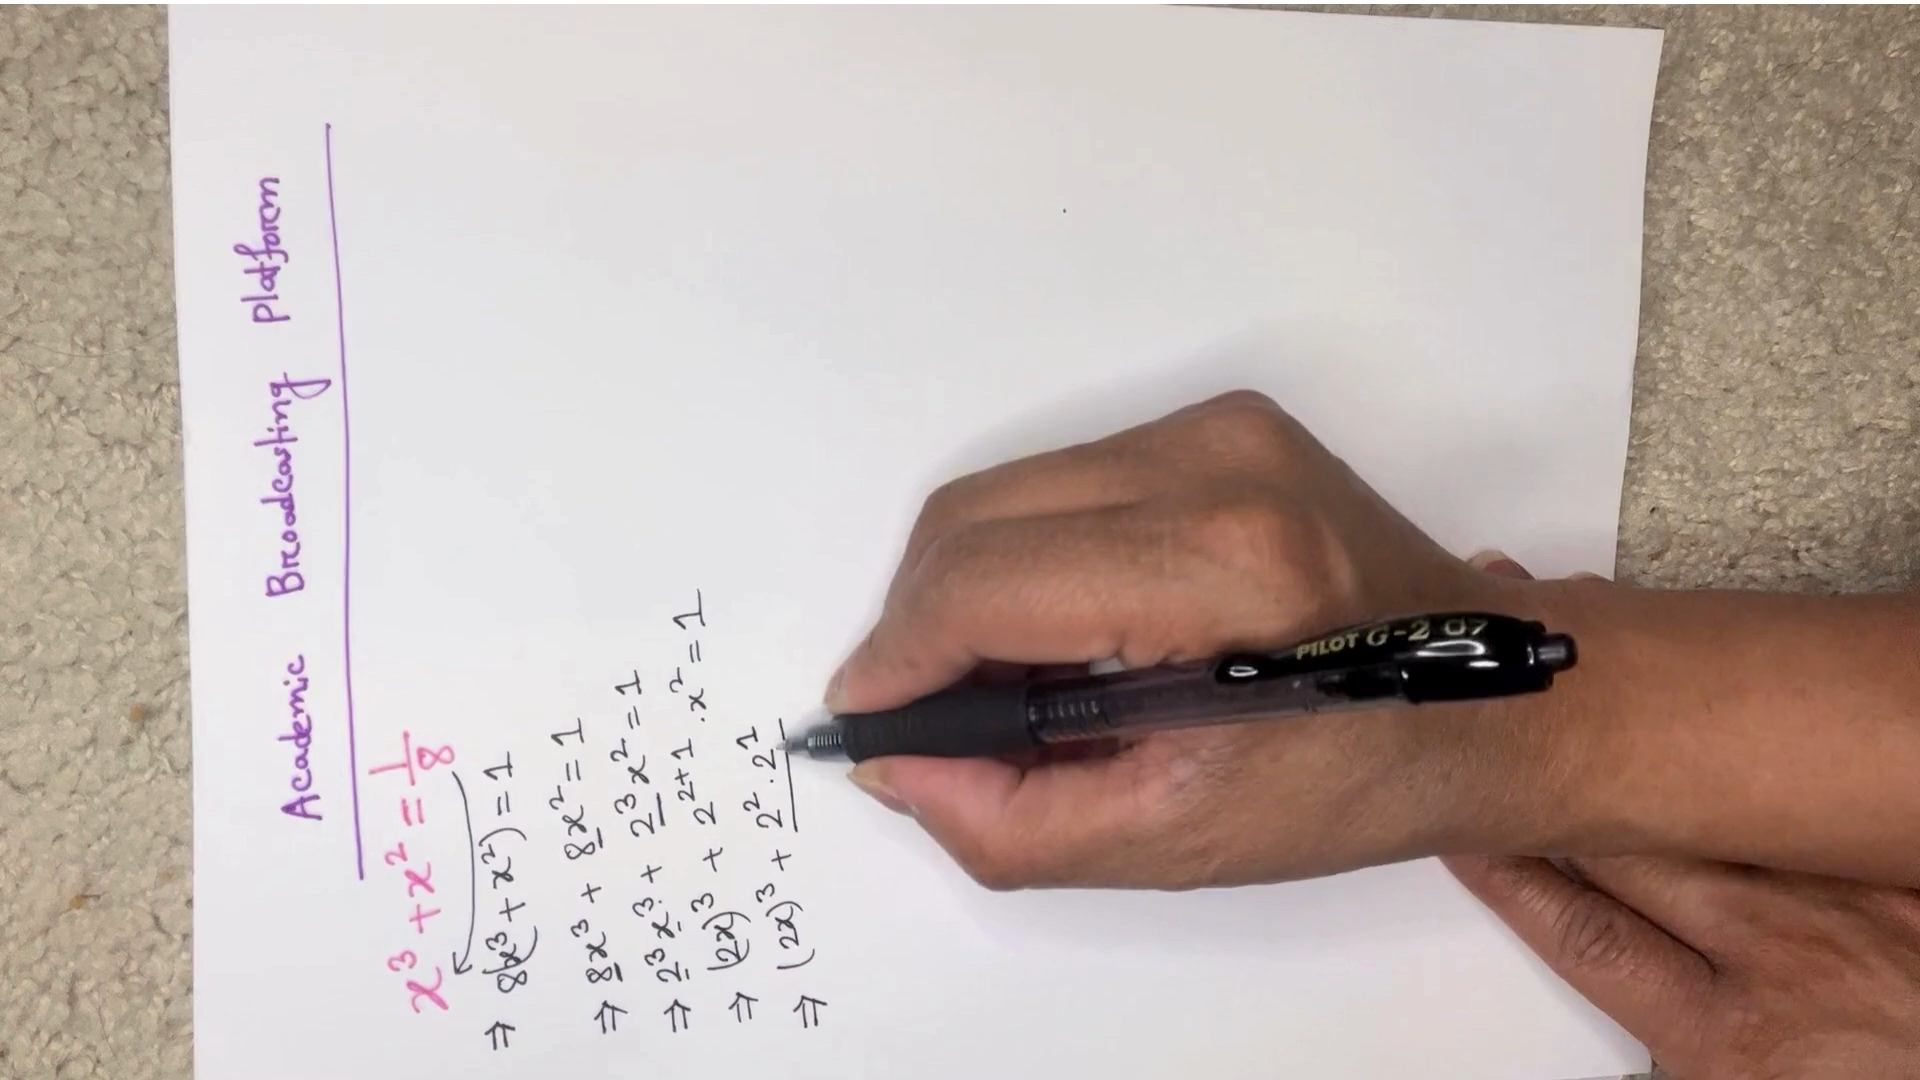 Academic Broadcasting Platform
x³ + x² = 1/8
⇒ 8(x³ + x²) = 1
⇒ 8x³ + 8x² = 1
⇒ 2³x³ + 2³x² = 1
⇒ (2x)³ + 2²⁺¹ . x² = 1
⇒ (2x)³ + 2² . 2¹
PILOT G-2 07